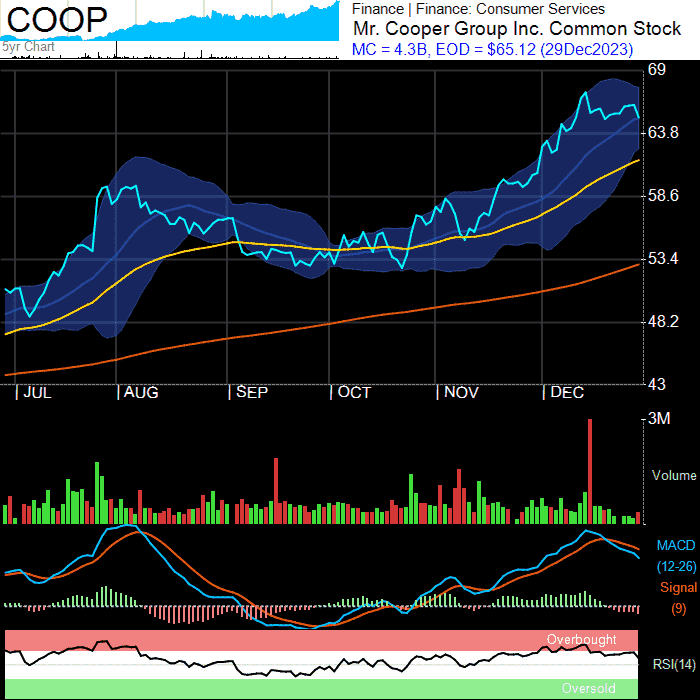 COOP
5yr Chart
Finance | Finance: Consumer Services
Mr. Cooper Group Inc. Common Stock
MC = 4.3B, EOD = $65.12 (29Dec2023)
69
63.8
58.6
53.4
48.2
43
| JUL | AUG | SEP | OCT | NOV | DEC
3M
Volume
MACD
(12-26)
Signal
(9)
Overbought
RSI(14)
Oversold